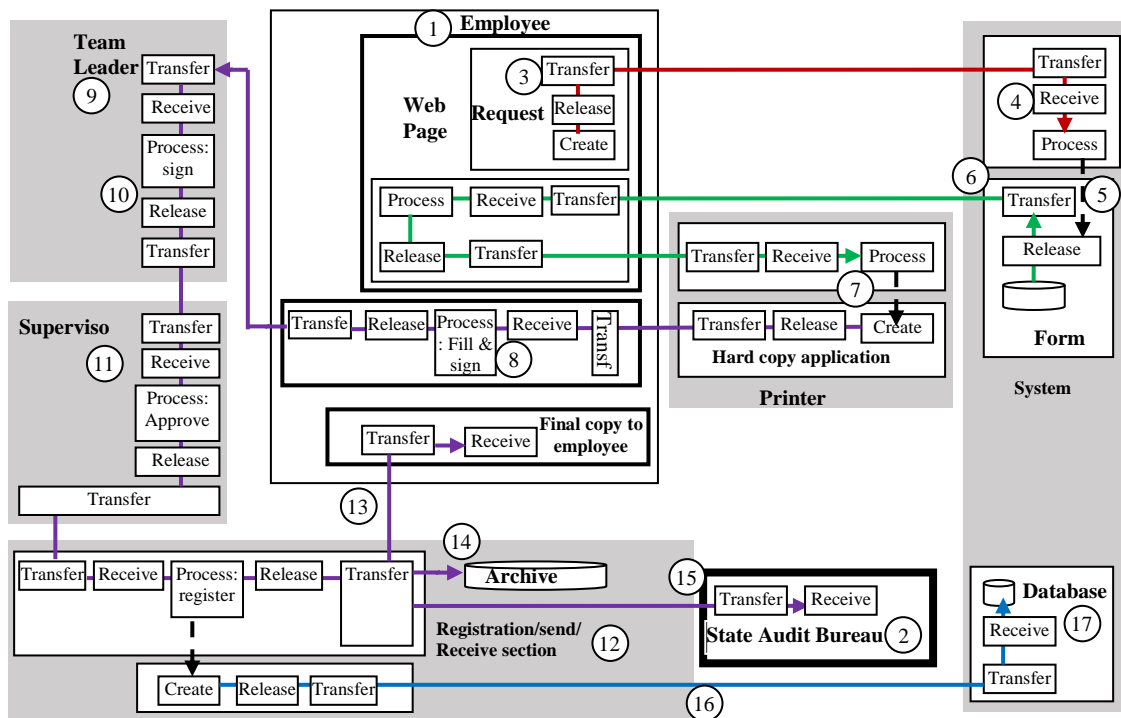 Employee
1
Team
Leader
9
Transfer
Receive
Process:
sign
10
Release
Transfer
Web
Page
3
Transfer
Request
Release
Create
Transfer
4
Receive
Process
6
5
Process
Receive
Transfer
Transfer
Release
Transfer
Release
Transfer
Receive
Process
7
Form
Superviso
11
Transfer
Receive
Process:
Approve
Release
Transfer
Transfe
Release
Process
: Fill &
sign
8
Receive
Transf
Transfer
Release
Create
Hard copy application
Printer
System
Final copy to
employee
Transfer
Receive
13
14
Transfer
Receive
Process:
register
Release
Transfer
Archive
15
Transfer
Receive
State Audit Bureau
2
Registration/send/
Receive section
12
Database
17
Receive
Transfer
Create
Release
Transfer
16